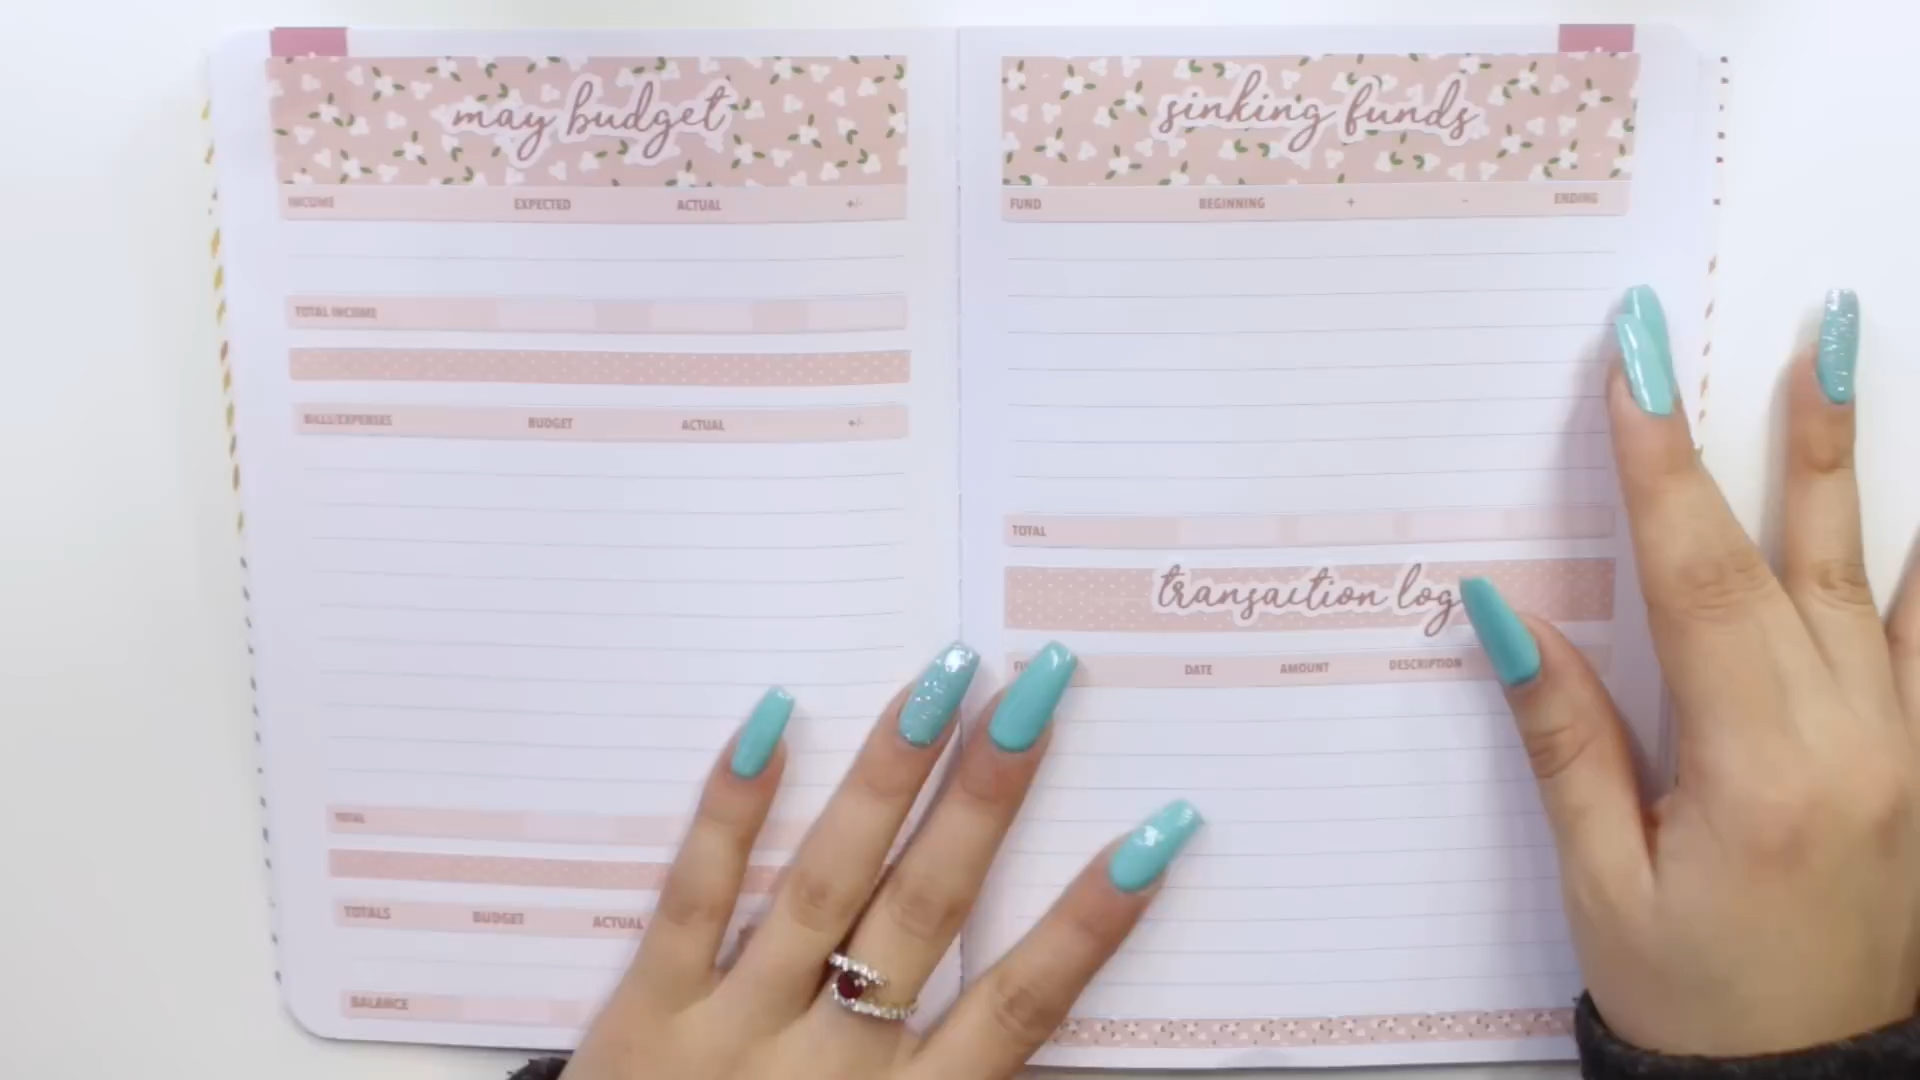 may budget
INCOME EXPECTED ACTUAL +/-
TOTAL INCOME
BILLS/EXPENSES BUDGET ACTUAL +/-
TOTAL
TOTALS BUDGET ACTUAL
BALANCE
sinking funds
FUND BEGINNING + - ENDING
TOTAL
transaction log
DATE AMOUNT DESCRIPTION